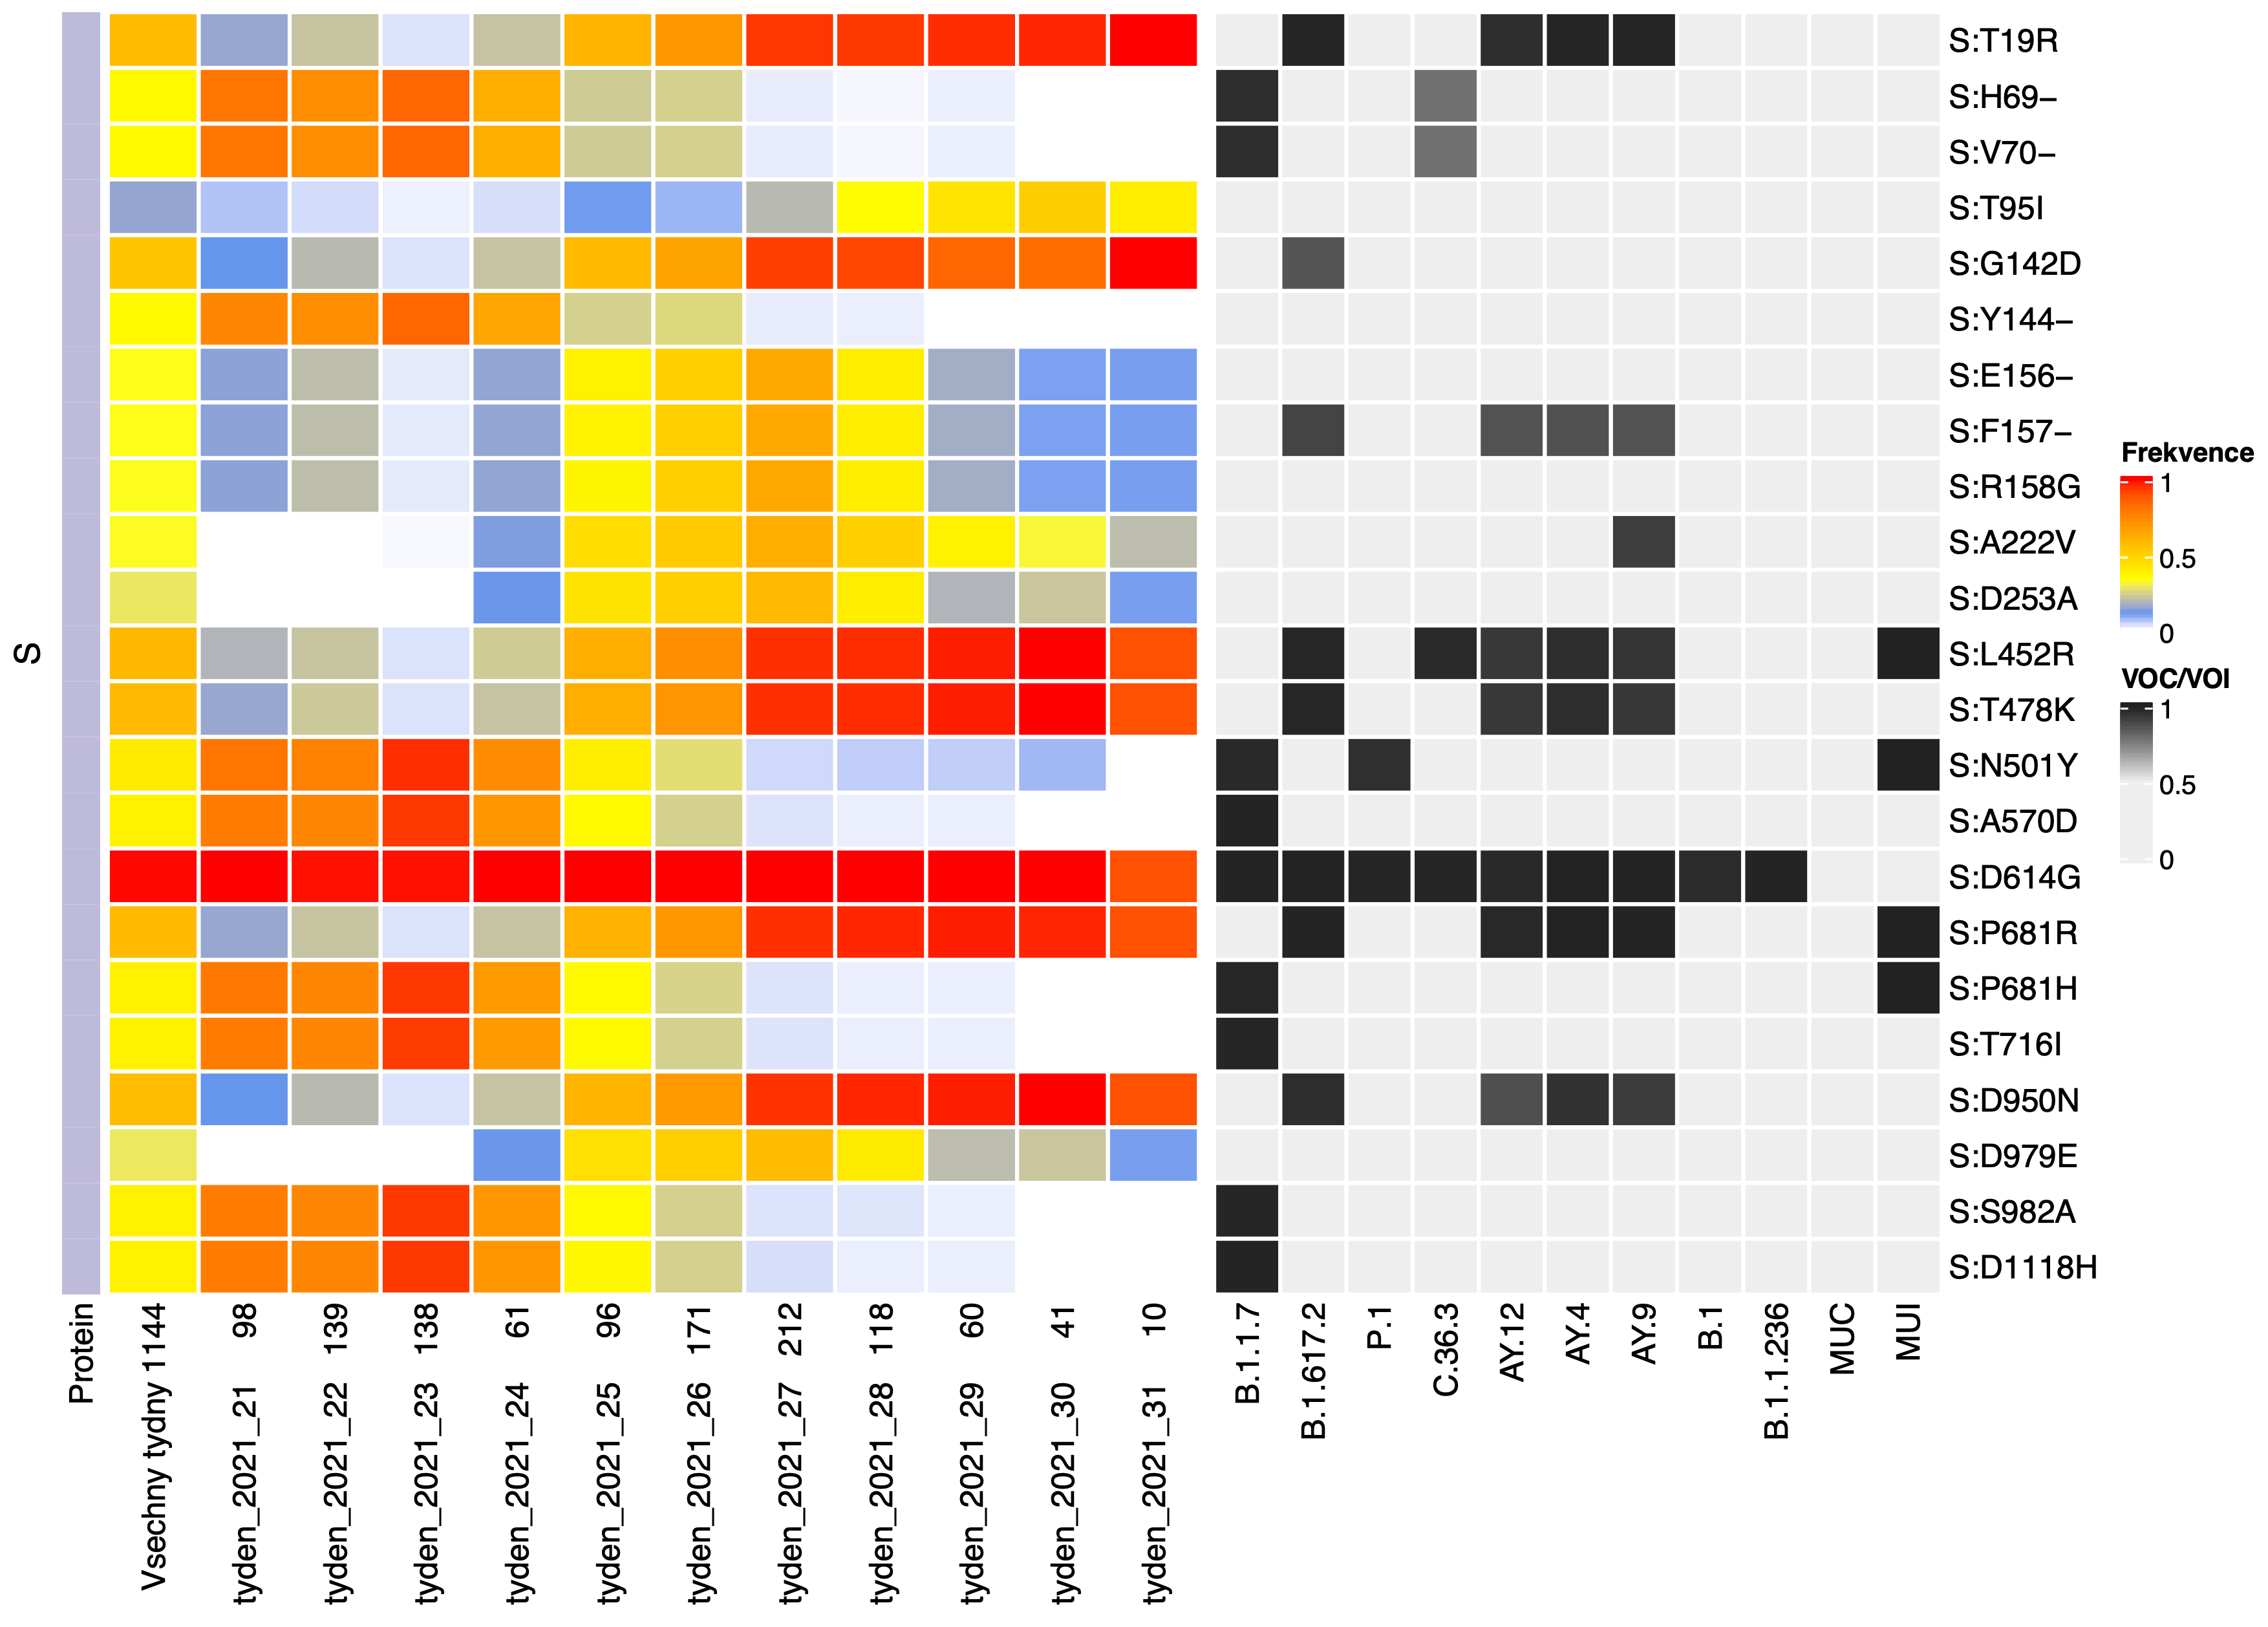 S:T19R
S:H69–
S:V70–
S:T95I
S:G142D
S:Y144–
S:E156–
S:F157–
S:R158G
S:A222V
S:D253A
S:L452R
S:T478K
S:N501Y
S:A570D
S:D614G
S:P681R
S:P681H
S:T716I
S:D950N
S:D979E
S:S982A
S:D1118H
S
Protein
Vsechny tydny 1144
tyden_2021_21 98
tyden_2021_22 139
tyden_2021_23 138
tyden_2021_24 61
tyden_2021_25 96
tyden_2021_26 171
tyden_2021_27 212
tyden_2021_28 118
tyden_2021_29 60
tyden_2021_30 41
tyden_2021_31 10
B.1.1.7
B.1.617.2
P.1
C.36.3
AY.12
AY.4
AY.9
B.1
B.1.1.236
MUC
MUI
Frekvence
1
0.5
0
VOC/VOI
1
0.5
0